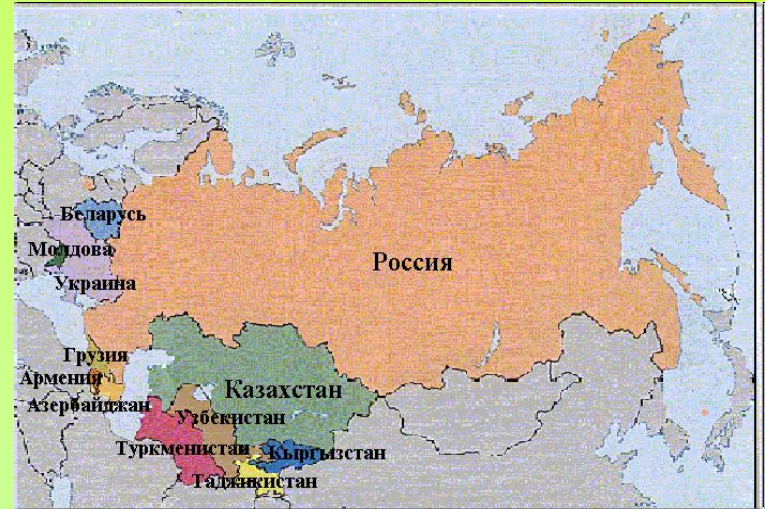 Беларусь
Молдова
Россия
Украина
Грузия
Армения
Казахстан
Азербайджан
Узбекистан
Туркменистан
Кыргызстан
Таджикистан